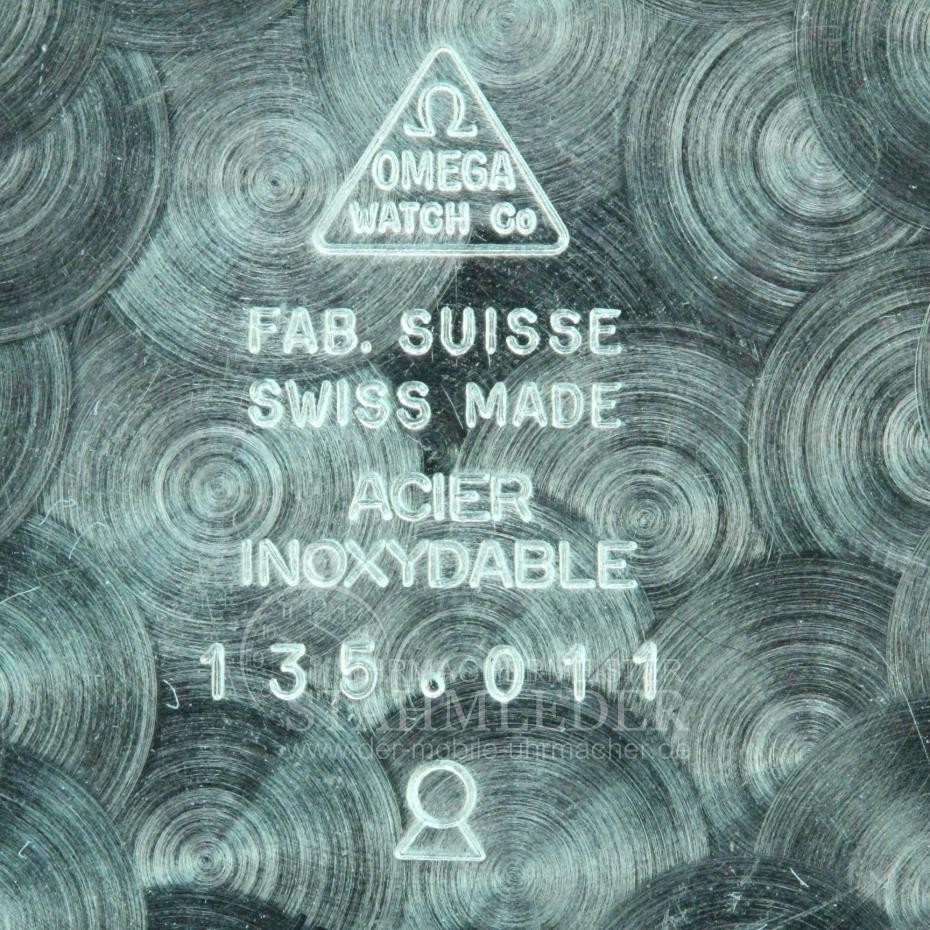 Ω
OMEGA
WATCH Co
FAB. SUISSE
SWISS MADE
ACIER
INOXYDABLE
135.011
STAHMLEDER
www.der-mobile-uhrmacher.de